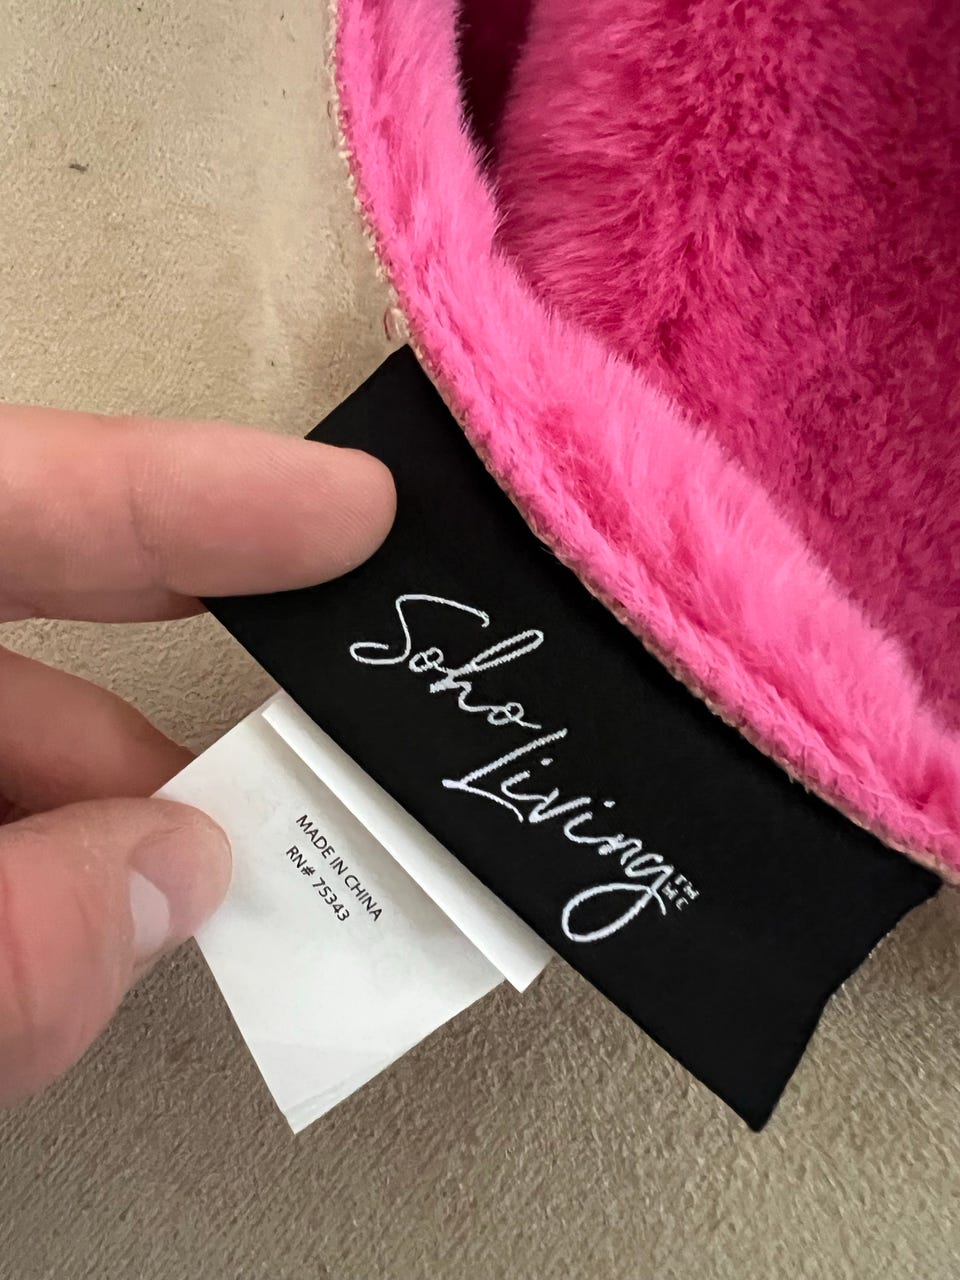 Soho
Living
MADE IN CHINA
RN# 75343